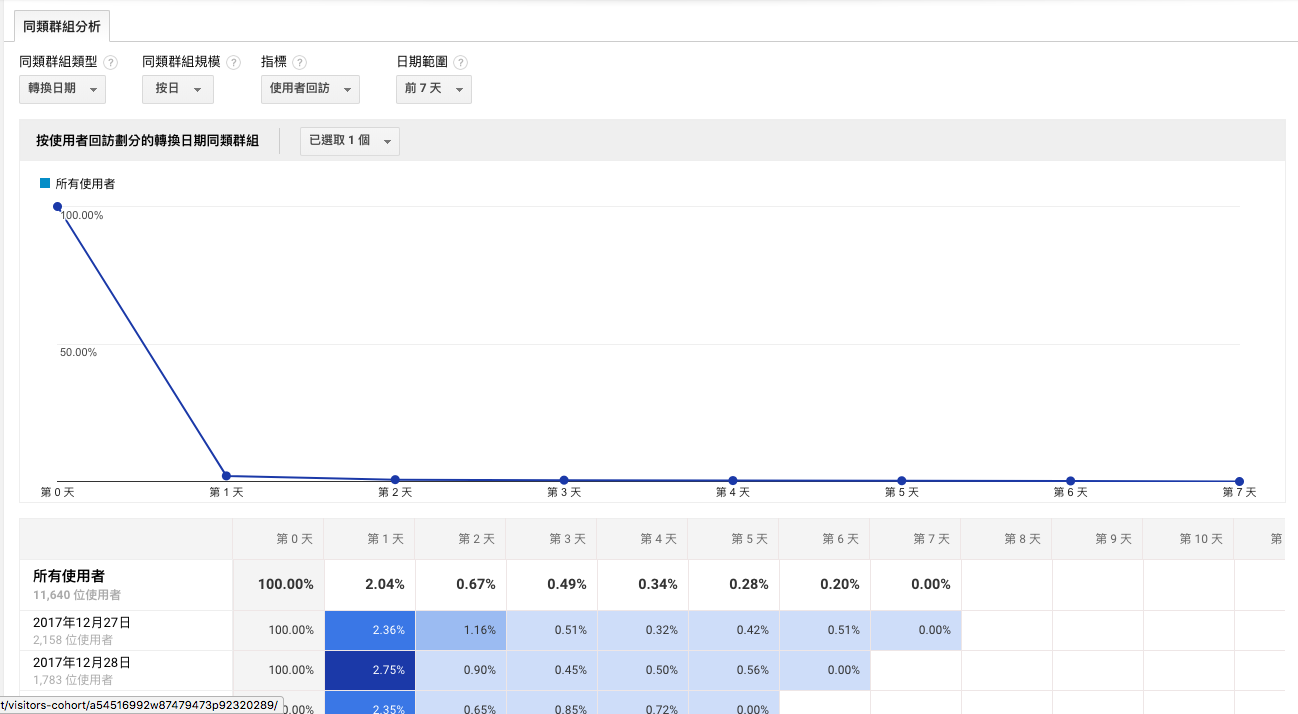 同類群組分析
同類群組類型 ? 同類群組規模 ? 指標 ? 日期範圍 ?
轉換日期 按日 使用者回訪 前 7 天
按使用者回訪劃分的轉換日期同類群組 已選取 1 個
所有使用者
100.00%
50.00%
第 0 天 第 1 天 第 2 天 第 3 天 第 4 天 第 5 天 第 6 天 第 7 天
第 0 天 第 1 天 第 2 天 第 3 天 第 4 天 第 5 天 第 6 天 第 7 天 第 8 天 第 9 天 第 10 天 第
所有使用者
11,640 位使用者
100.00% 2.04% 0.67% 0.49% 0.34% 0.28% 0.20% 0.00%
2017年12月27日
2,158 位使用者
100.00% 2.36% 1.16% 0.51% 0.32% 0.42% 0.51% 0.00%
2017年12月28日
1,783 位使用者
100.00% 2.75% 0.90% 0.45% 0.50% 0.56% 0.00%
t/visitors-cohort/a54516992w87479473p92320289/ 0.00% 2.35% 0.65% 0.85% 0.72% 0.00%